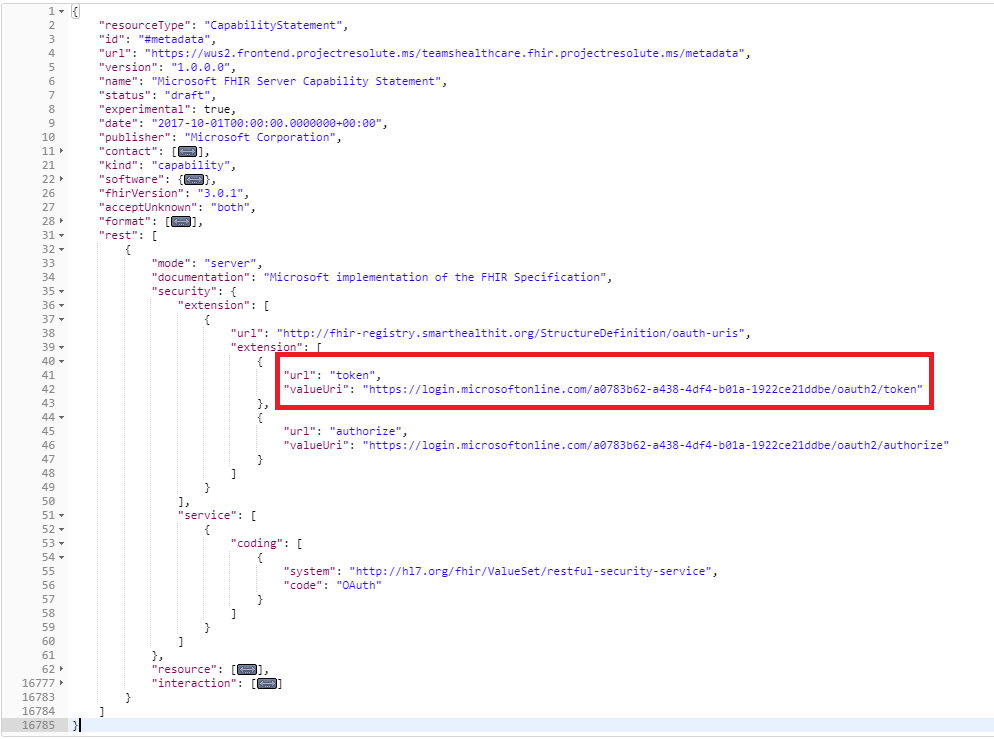 1 {
2 "resourceType": "CapabilityStatement",
3 "id": "#metadata",
4 "url": "https://wus2.frontend.projectresolute.ms/teamshealthcare.fhir.projectresolute.ms/metadata",
5 "version": "1.0.0.0",
6 "name": "Microsoft FHIR Server Capability Statement",
7 "status": "draft",
8 "experimental": true,
9 "date": "2017-10-01T00:00:00.0000000+00:00",
10 "publisher": "Microsoft Corporation",
11 "contact": [],
21 "kind": "capability",
22 "software": {},
26 "fhirVersion": "3.0.1",
27 "acceptUnknown": "both",
28 "format": [],
31 "rest": [
32 {
33 "mode": "server",
34 "documentation": "Microsoft implementation of the FHIR Specification",
35 "security": {
36 "extension": [
37 {
38 "url": "http://fhir-registry.smarthealthit.org/StructureDefinition/oauth-uris",
39 "extension": [
40 {
41 "url": "token",
42 "valueUri": "https://login.microsoftonline.com/a0783b62-a438-4df4-b01a-1922ce21ddbe/oauth2/token"
43 },
44 {
45 "url": "authorize",
46 "valueUri": "https://login.microsoftonline.com/a0783b62-a438-4df4-b01a-1922ce21ddbe/oauth2/authorize"
47 }
48 ]
49 }
50 ],
51 "service": [
52 {
53 "coding": [
54 {
55 "system": "http://hl7.org/fhir/ValueSet/restful-security-service",
56 "code": "OAuth"
57 }
58 ]
59 }
60 ]
61 },
62 "resource": [],
16777 "interaction": []
16783 }
16784 ]
16785 }